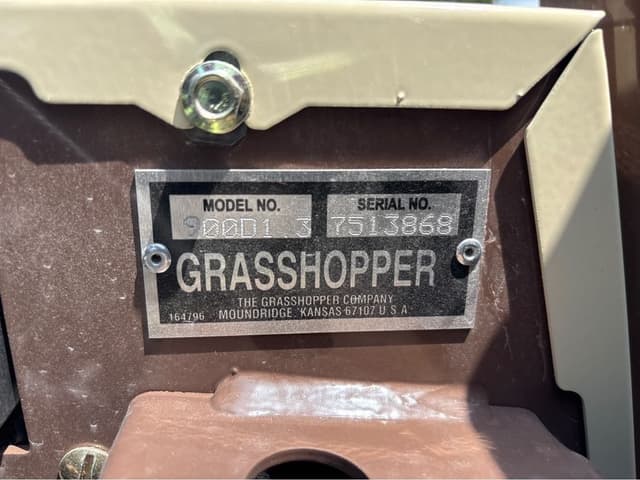 MODEL NO. SERIAL NO.
900D1 3 7513868
GRASSHOPPER
THE GRASSHOPPER COMPANY
164796 MOUNDRIDGE, KANSAS 67107 U S A